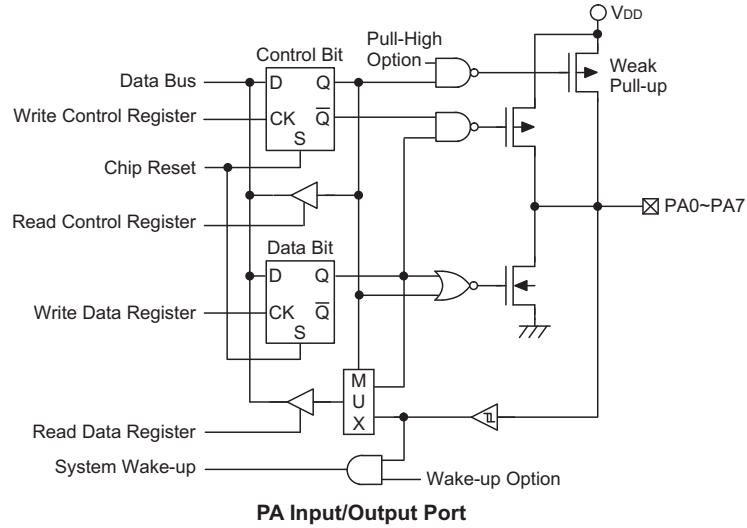 VDD
Control Bit
Pull-High
Option
Weak
Pull-up
Data Bus
D
Q
Write Control Register
CK
Q
S
Chip Reset
PA0~PA7
Read Control Register
Data Bit
D
Q
Write Data Register
CK
Q
S
M
U
X
Read Data Register
System Wake-up
Wake-up Option
PA Input/Output Port